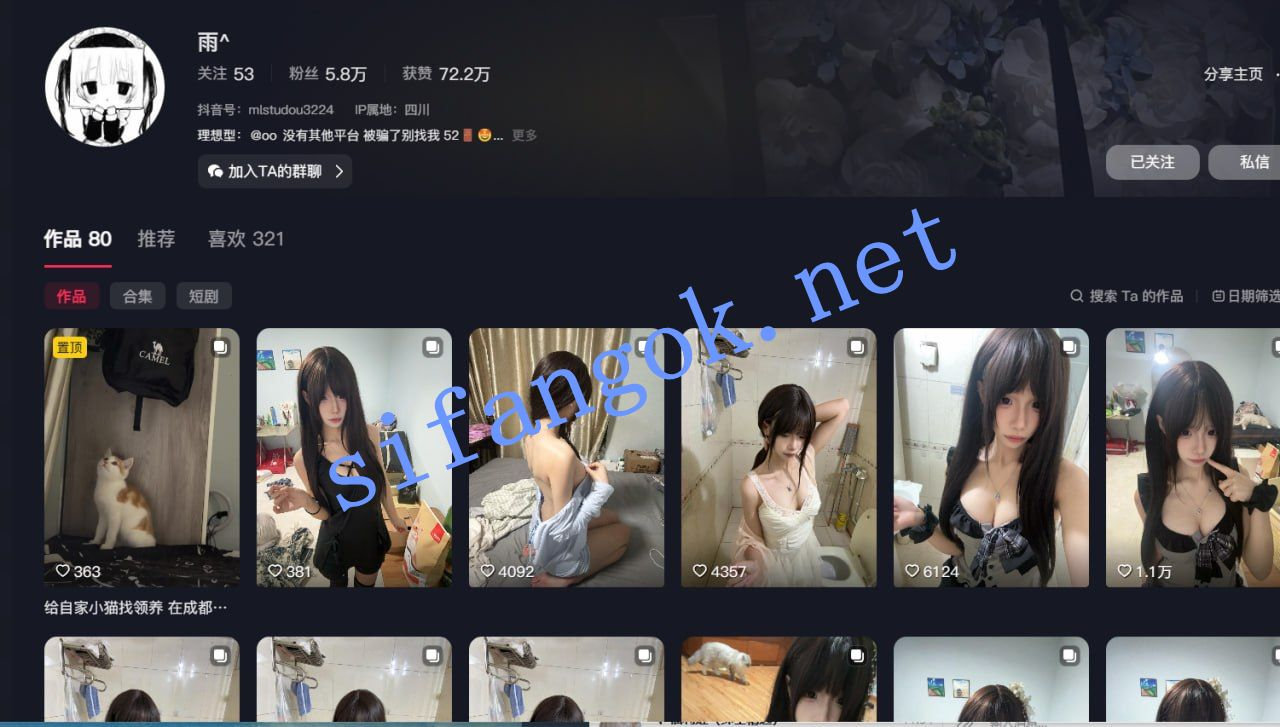 雨^
关注 53 粉丝 5.8万 获赞 72.2万
分享主页
抖音号：mlstudou3224 IP属地：四川
理想型： @oo 没有其他平台 被骗了别找我 52🚪🤩... 更多
已关注 私信
加入TA的群聊
作品 80 推荐 喜欢 321
作品 合集 短剧
搜索 Ta 的作品 日期筛选
sifangok.net
置顶
CAMEL
363 381 4092 4357 6124 1.1万
给自家小猫找领养 在成都…